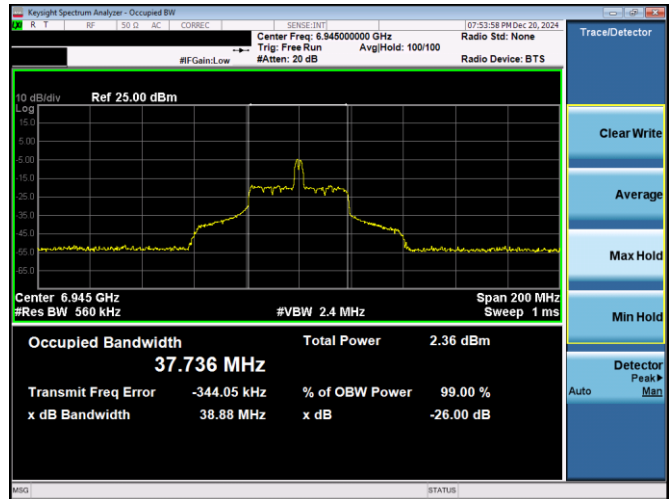 Keysight Spectrum Analyzer - Occupied BW
R T RF 50 Ω AC CORREC SENSE:INT 07:53:58 PM Dec 20, 2024
Center Freq: 6.945000000 GHz Radio Std: None
Trig: Free Run Avg|Hold: 100/100
#IFGain:Low #Atten: 20 dB Radio Device: BTS
10 dB/div Ref 25.00 dBm
Log
15.0
5.00
-5.00
-15.0
-25.0
-35.0
-45.0
-55.0
-65.0
Center 6.945 GHz Span 200 MHz
#Res BW 560 kHz #VBW 2.4 MHz Sweep 1 ms
Occupied Bandwidth Total Power 2.36 dBm
37.736 MHz
Transmit Freq Error -344.05 kHz % of OBW Power 99.00 %
x dB Bandwidth 38.88 MHz x dB -26.00 dB
MSG STATUS
Trace/Detector
Clear Write
Average
Max Hold
Min Hold
Detector
Peak▶
Auto Man